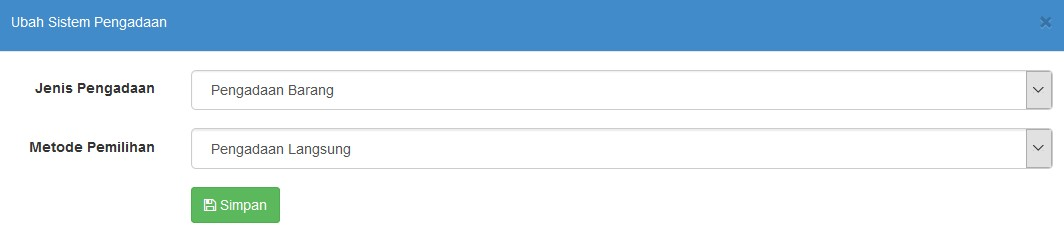 Ubah Sistem Pengadaan ×
Jenis Pengadaan Pengadaan Barang
Metode Pemilihan Pengadaan Langsung
Simpan